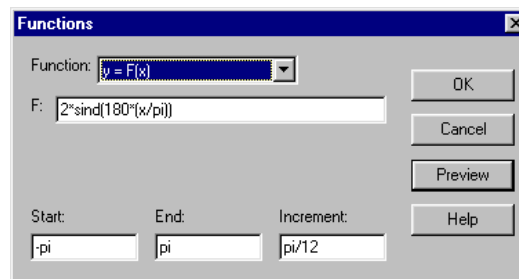 Functions
Function: y = F(x)
F: 2*sind(180*(x/pi))
OK
Cancel
Preview
Help
Start: End: Increment:
-pi pi pi/12